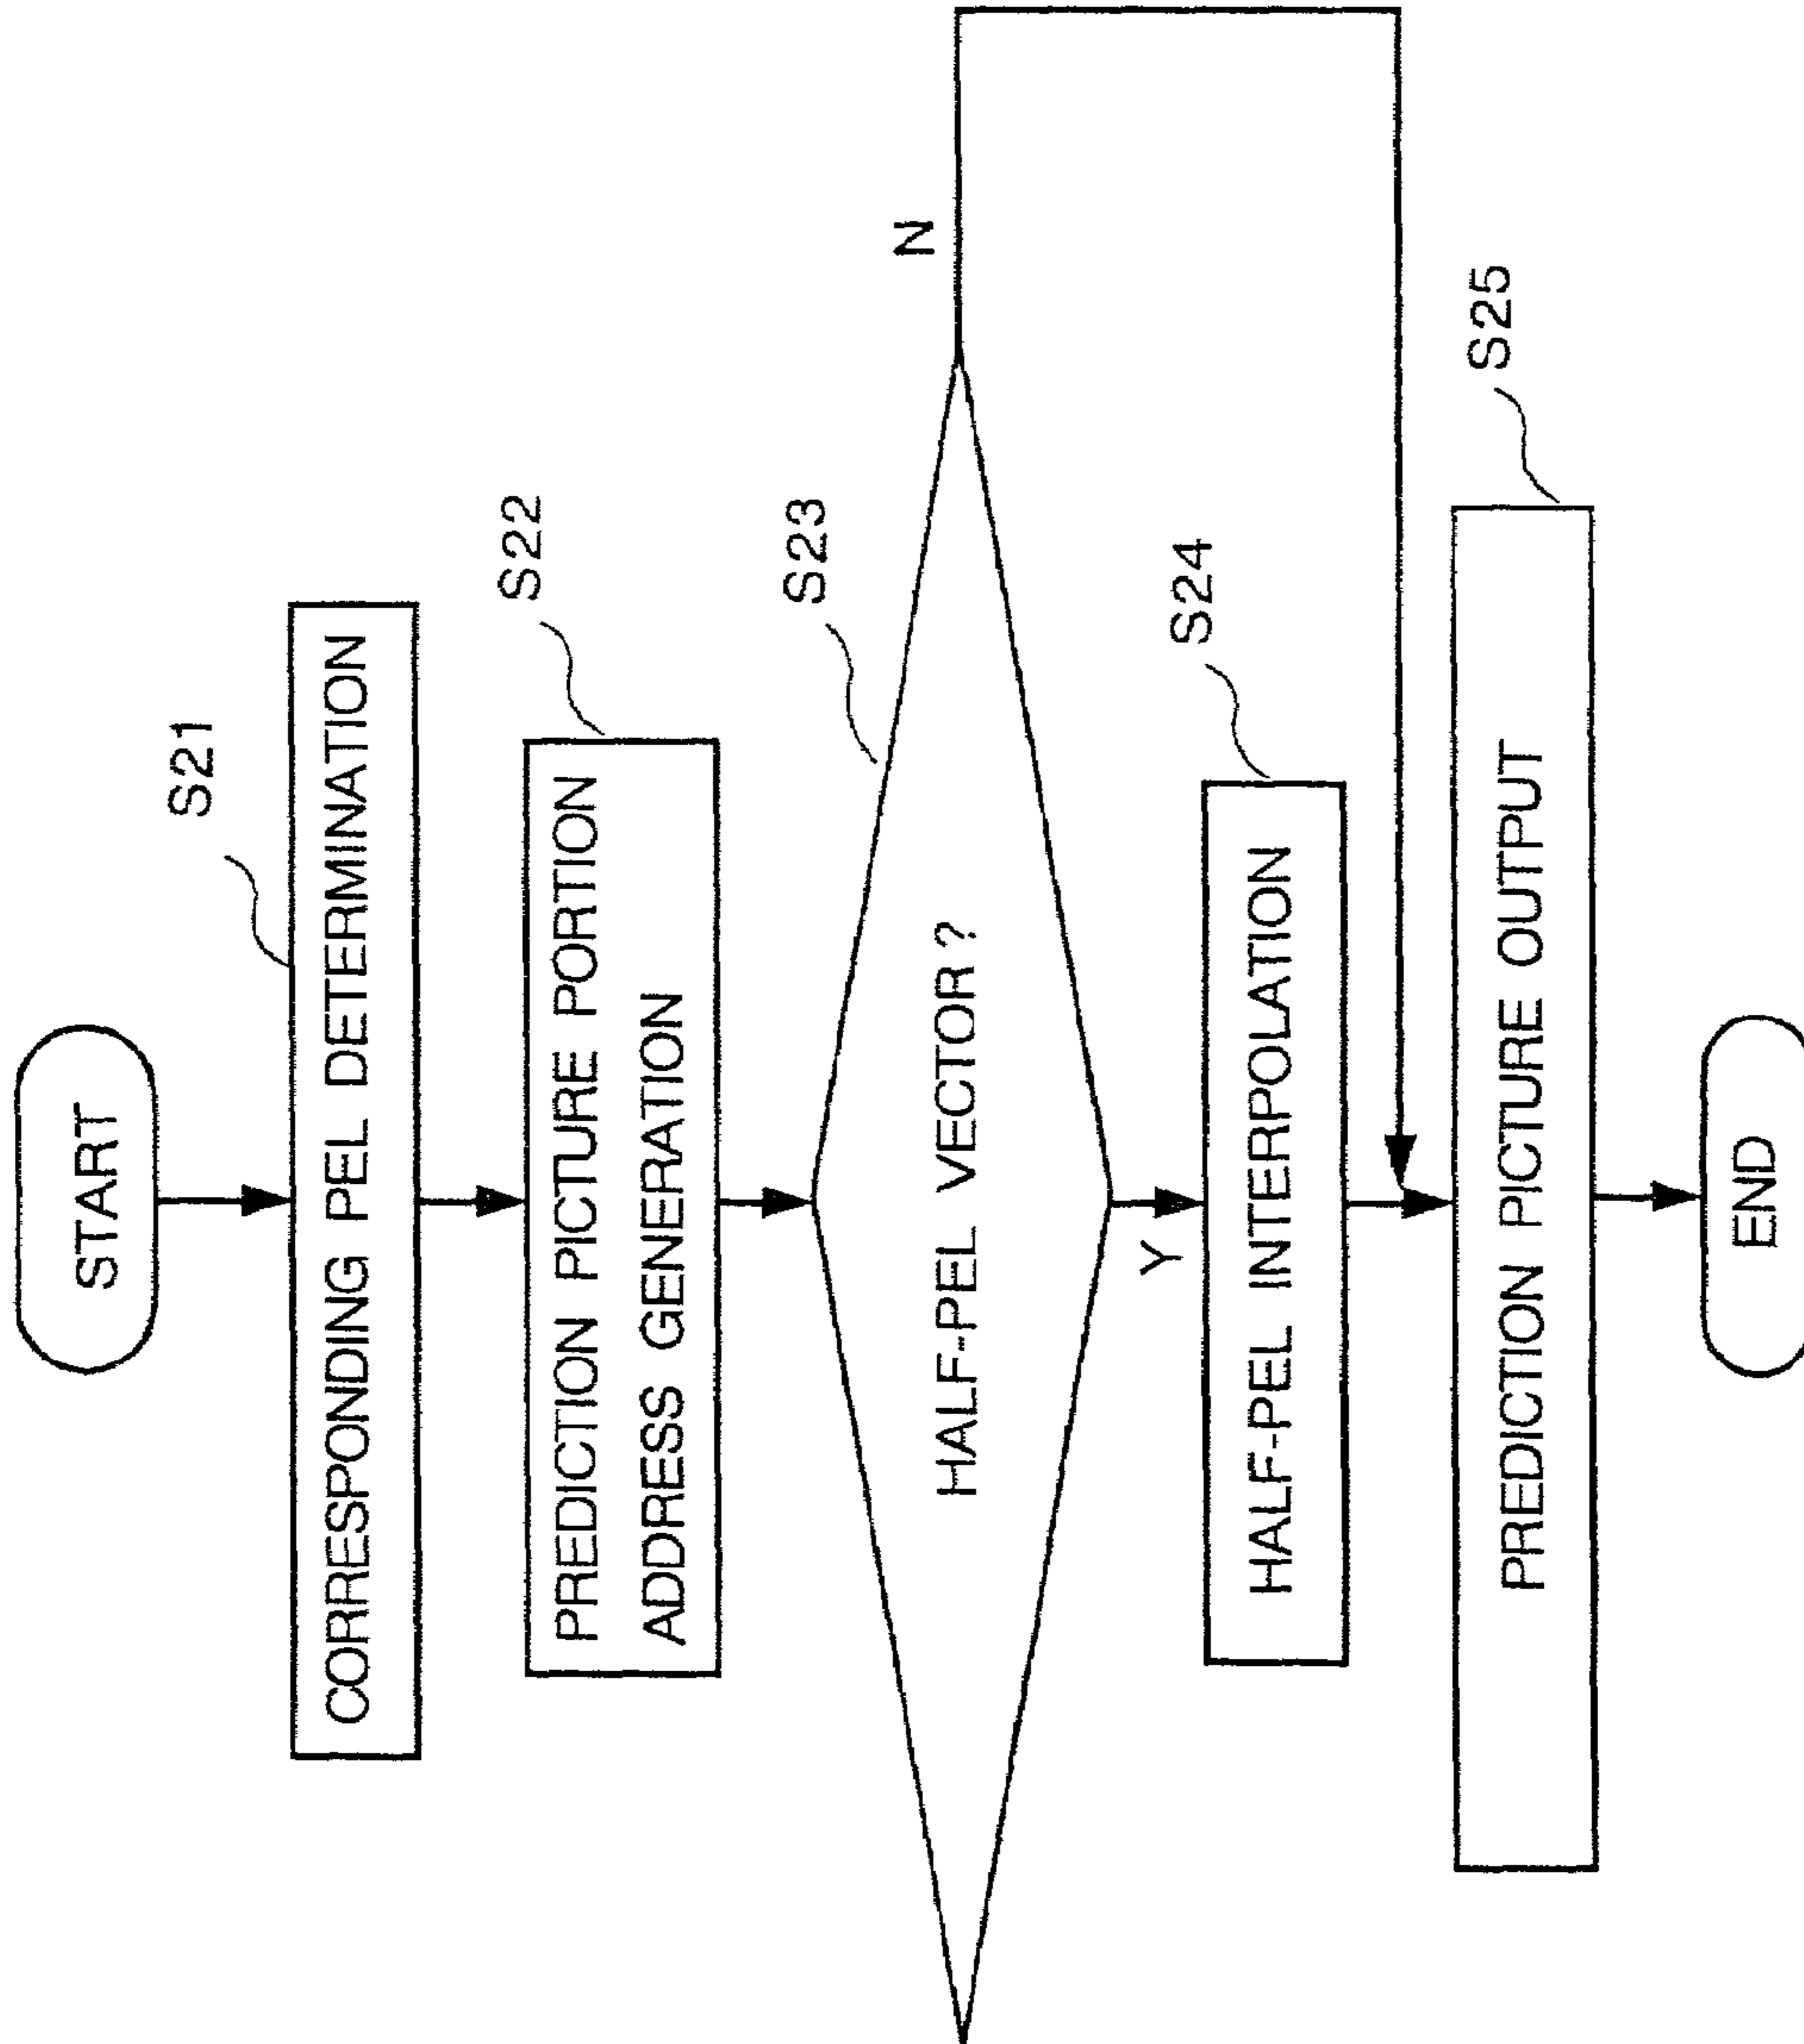 START
S21
CORRESPONDING PEL DETERMINATION
S22
PREDICTION PICTURE PORTION
ADDRESS GENERATION
S23
HALF-PEL VECTOR ?
N
Y
S24
HALF-PEL INTERPOLATION
S25
PREDICTION PICTURE OUTPUT
END